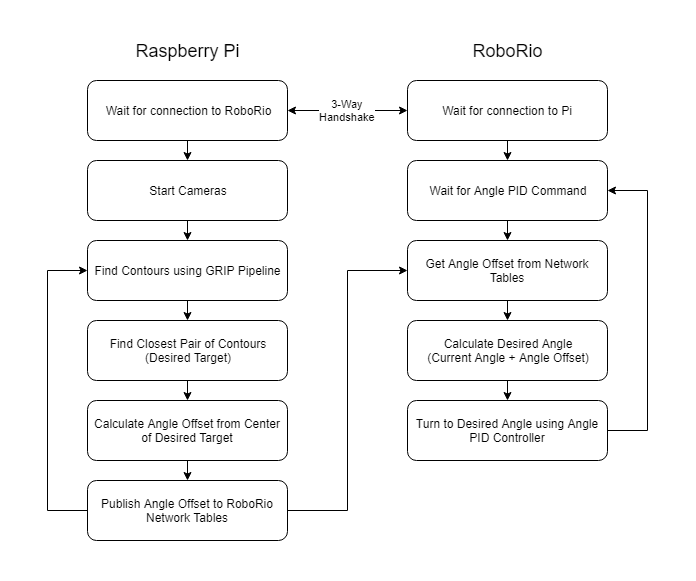 Raspberry Pi
RoboRio
Wait for connection to RoboRio
3-Way
Handshake
Wait for connection to Pi
Start Cameras
Wait for Angle PID Command
Find Contours using GRIP Pipeline
Get Angle Offset from Network
Tables
Find Closest Pair of Contours
(Desired Target)
Calculate Desired Angle
(Current Angle + Angle Offset)
Calculate Angle Offset from Center
of Desired Target
Turn to Desired Angle using Angle
PID Controller
Publish Angle Offset to RoboRio
Network Tables